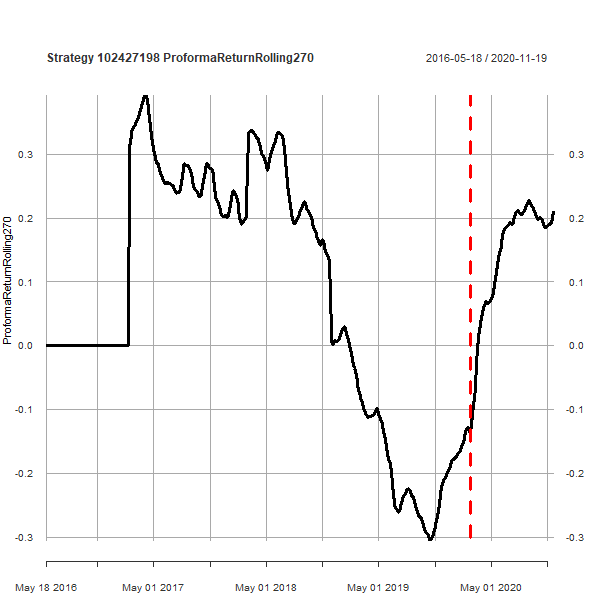 Strategy 102427198 ProformaReturnRolling270
2016-05-18 / 2020-11-19
ProformaReturnRolling270
0.3 0.3
0.2 0.2
0.1 0.1
0.0 0.0
-0.1 -0.1
-0.2 -0.2
-0.3 -0.3
May 18 2016 May 01 2017 May 01 2018 May 01 2019 May 01 2020